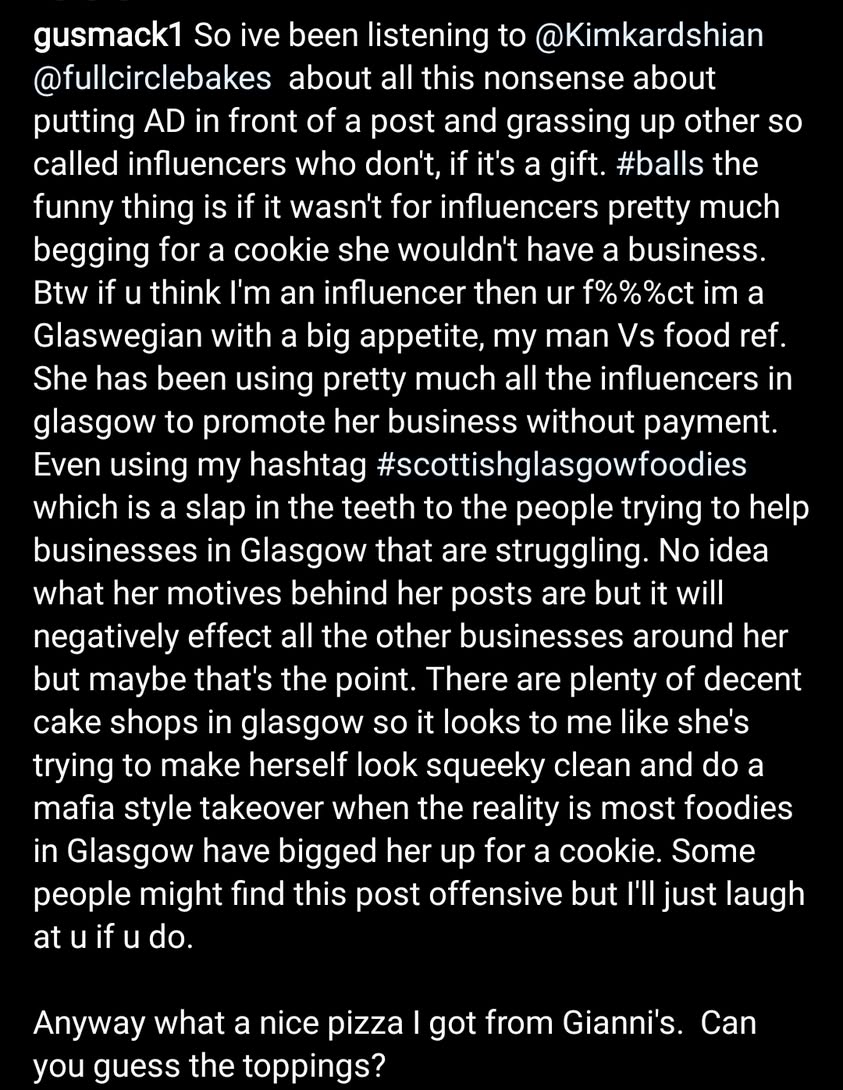 gusmack1 So ive been listening to @Kimkardshian
@fullcirclebakes about all this nonsense about
putting AD in front of a post and grassing up other so
called influencers who don't, if it's a gift. #balls the
funny thing is if it wasn't for influencers pretty much
begging for a cookie she wouldn't have a business.
Btw if u think I'm an influencer then ur f%%%ct im a
Glaswegian with a big appetite, my man Vs food ref.
She has been using pretty much all the influencers in
glasgow to promote her business without payment.
Even using my hashtag #scottishglasgowfoodies
which is a slap in the teeth to the people trying to help
businesses in Glasgow that are struggling. No idea
what her motives behind her posts are but it will
negatively effect all the other businesses around her
but maybe that's the point. There are plenty of decent
cake shops in glasgow so it looks to me like she's
trying to make herself look squeeky clean and do a
mafia style takeover when the reality is most foodies
in Glasgow have bigged her up for a cookie. Some
people might find this post offensive but I'll just laugh
at u if u do.
Anyway what a nice pizza I got from Gianni's. Can
you guess the toppings?